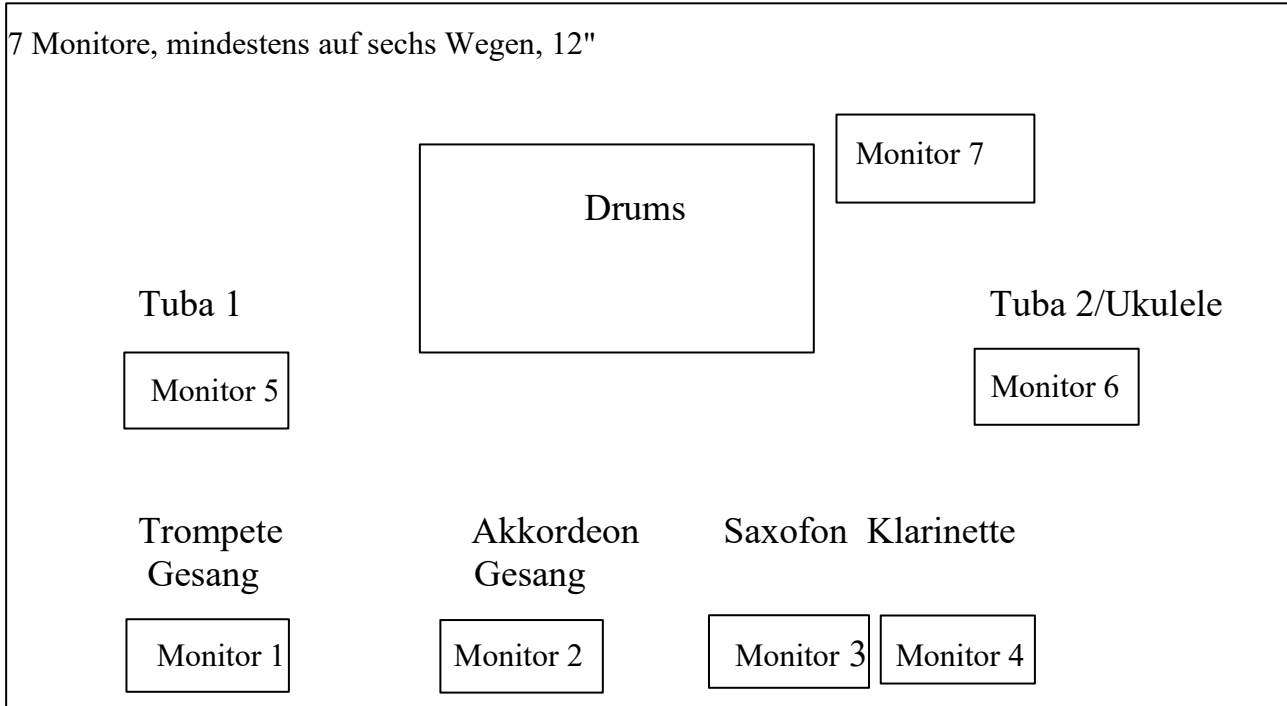 7 Monitore, mindestens auf sechs Wegen, 12"
Monitor 7
Drums
Tuba 1
Tuba 2/Ukulele
Monitor 5
Monitor 6
Trompete
Gesang
Akkordeon
Gesang
Saxofon Klarinette
Monitor 1
Monitor 2
Monitor 3
Monitor 4